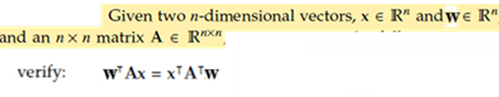 Given two n-dimensional vectors, x ∈ ℝⁿ and w ∈ ℝⁿ
and an n × n matrix A ∈ ℝⁿˣⁿ,
verify: wᵀAx = xᵀAᵀw